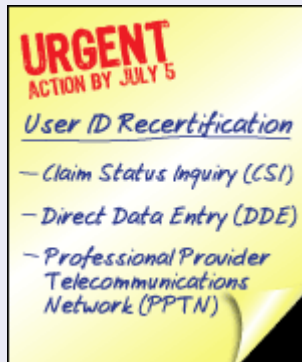 URGENT
ACTION BY JULY 5
User ID Recertification
– Claim Status Inquiry (CSI)
– Direct Data Entry (DDE)
– Professional Provider
Telecommunications
Network (PPTN)